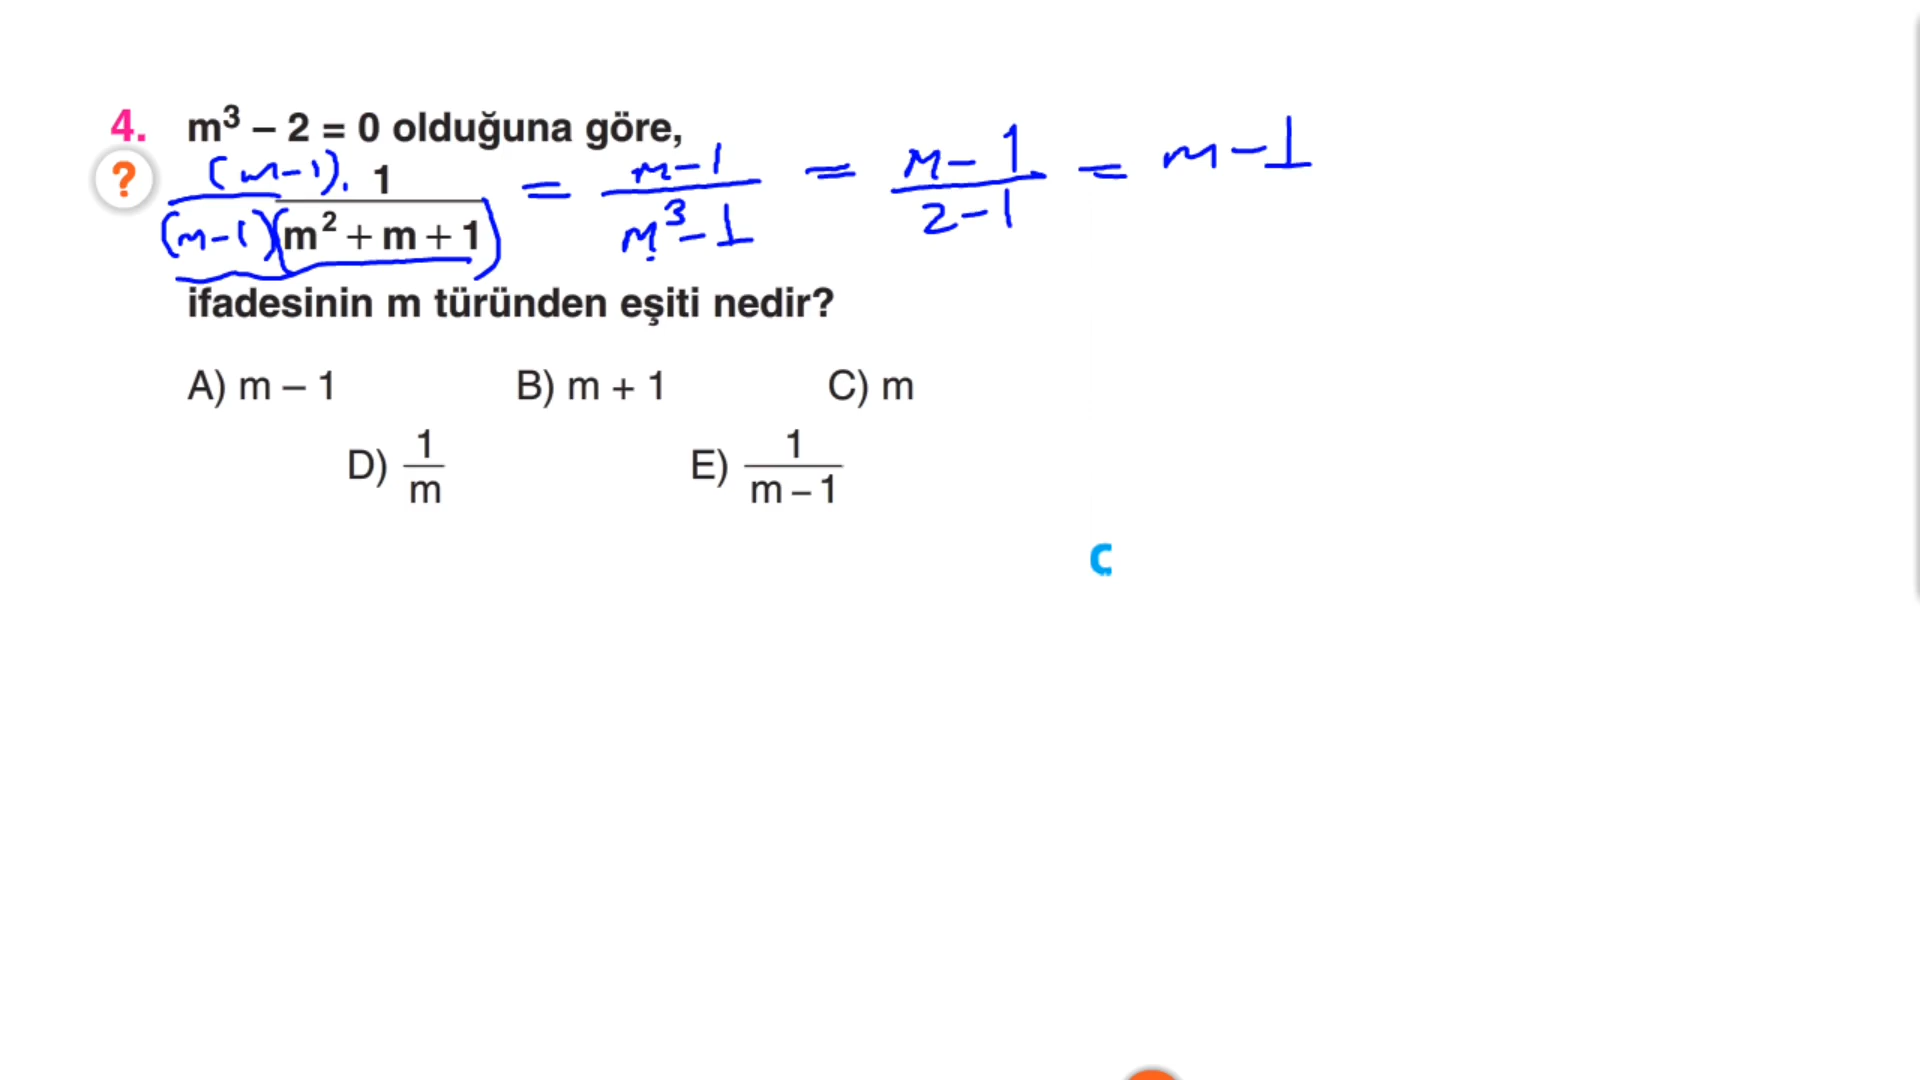 4. m³ – 2 = 0 olduğuna göre,
? (m-1). 1 / (m-1)(m² + m + 1) = m-1 / m³-1 = m-1 / 2-1 = m-1
ifadesinin m türünden eşiti nedir?
A) m – 1 B) m + 1 C) m
D) 1/m E) 1/(m – 1)